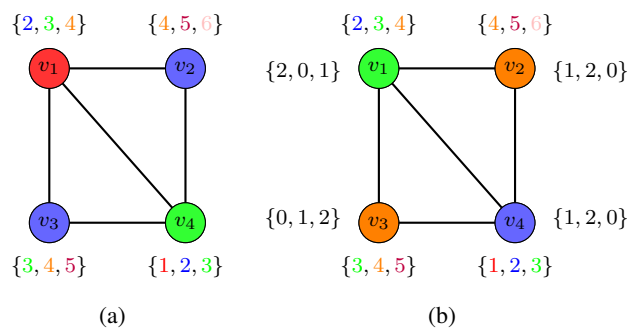 {2, 3, 4} {4, 5, 6} {2, 3, 4} {4, 5, 6}
v1 v2 {2, 0, 1} v1 v2 {1, 2, 0}
v3 v4 {0, 1, 2} v3 v4 {1, 2, 0}
{3, 4, 5} {1, 2, 3} {3, 4, 5} {1, 2, 3}
(a) (b)